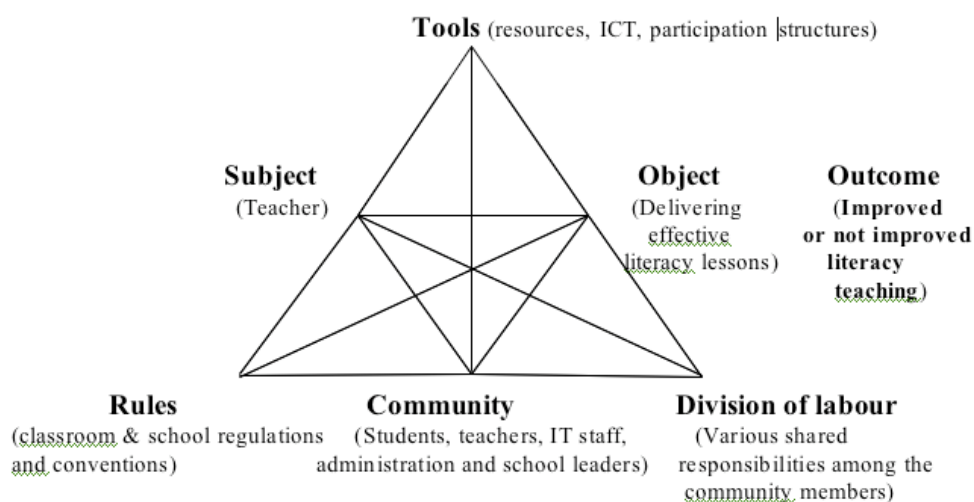 Tools (resources, ICT, participation structures)
Subject
(Teacher)
Object
(Delivering
effective
literacy lessons)
Outcome
(Improved
or not improved
literacy
teaching)
Rules
(classroom & school regulations
and conventions)
Community
(Students, teachers, IT staff,
administration and school leaders)
Division of labour
(Various shared
responsibilities among the
community members)